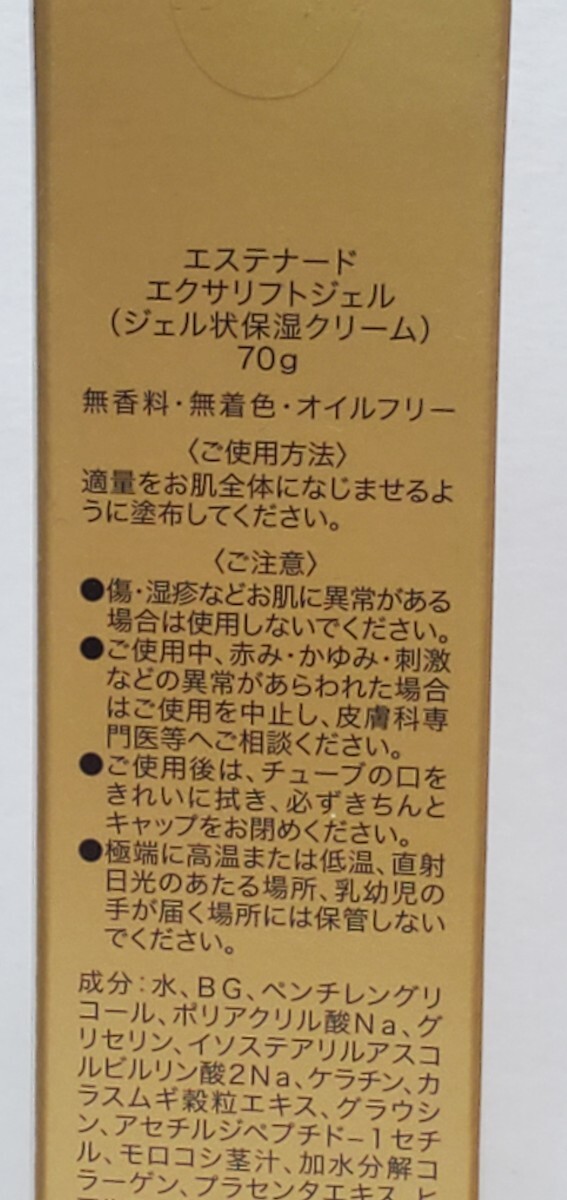 エステナード
エクサリフトジェル
（ジェル状保湿クリーム）
70g
無香料・無着色・オイルフリー
〈ご使用方法〉
適量をお肌全体になじませるよ
うに塗布してください。
〈ご注意〉
●傷・湿疹などお肌に異常がある
場合は使用しないでください。
●ご使用中、赤み・かゆみ・刺激
などの異常があらわれた場合
はご使用を中止し、皮膚科専
門医等へご相談ください。
●ご使用後は、チューブの口を
きれいに拭き、必ずきちんと
キャップをお閉めください。
●極端に高温または低温、直射
日光のあたる場所、乳幼児の
手が届く場所には保管しない
でください。
成分：水、BG、ペンチレングリ
コール、ポリアクリル酸Na、グ
リセリン、イソステアリルアスコ
ルビルリン酸2Na、ケラチン、カ
ラスムギ穀粒エキス、グラウシ
ン、アセチルジペプチド−1セチ
ル、モロコシ茎汁、加水分解コ
ラーゲン、プラセンタエキス、ヒ